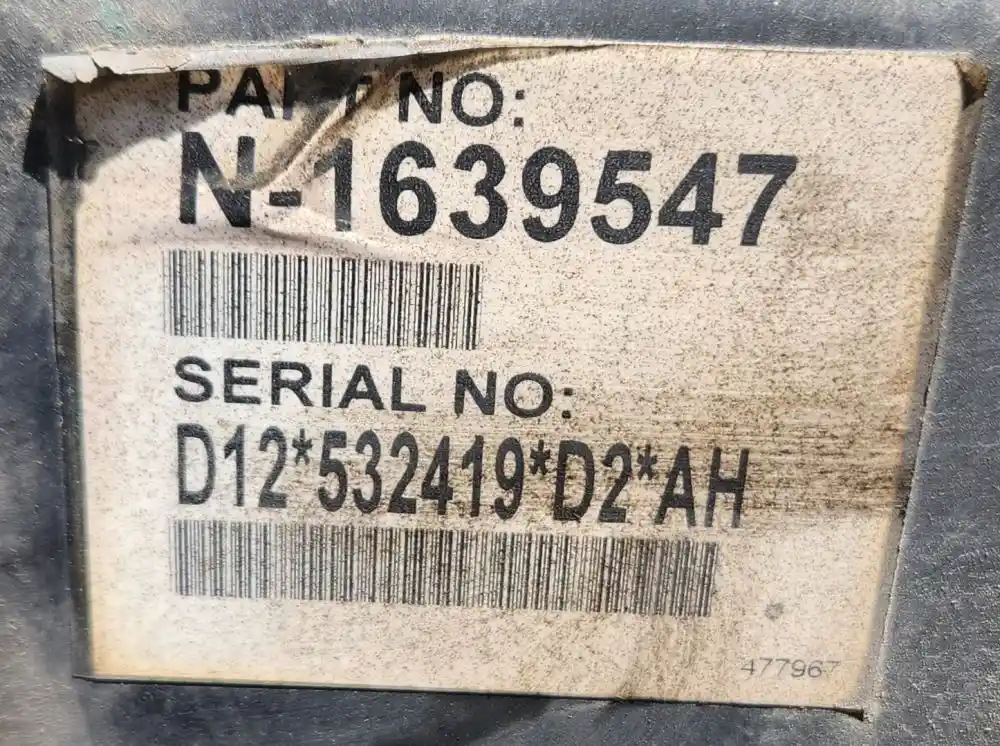 PART NO:
N-1639547
SERIAL NO:
D12*532419*D2*AH
477967